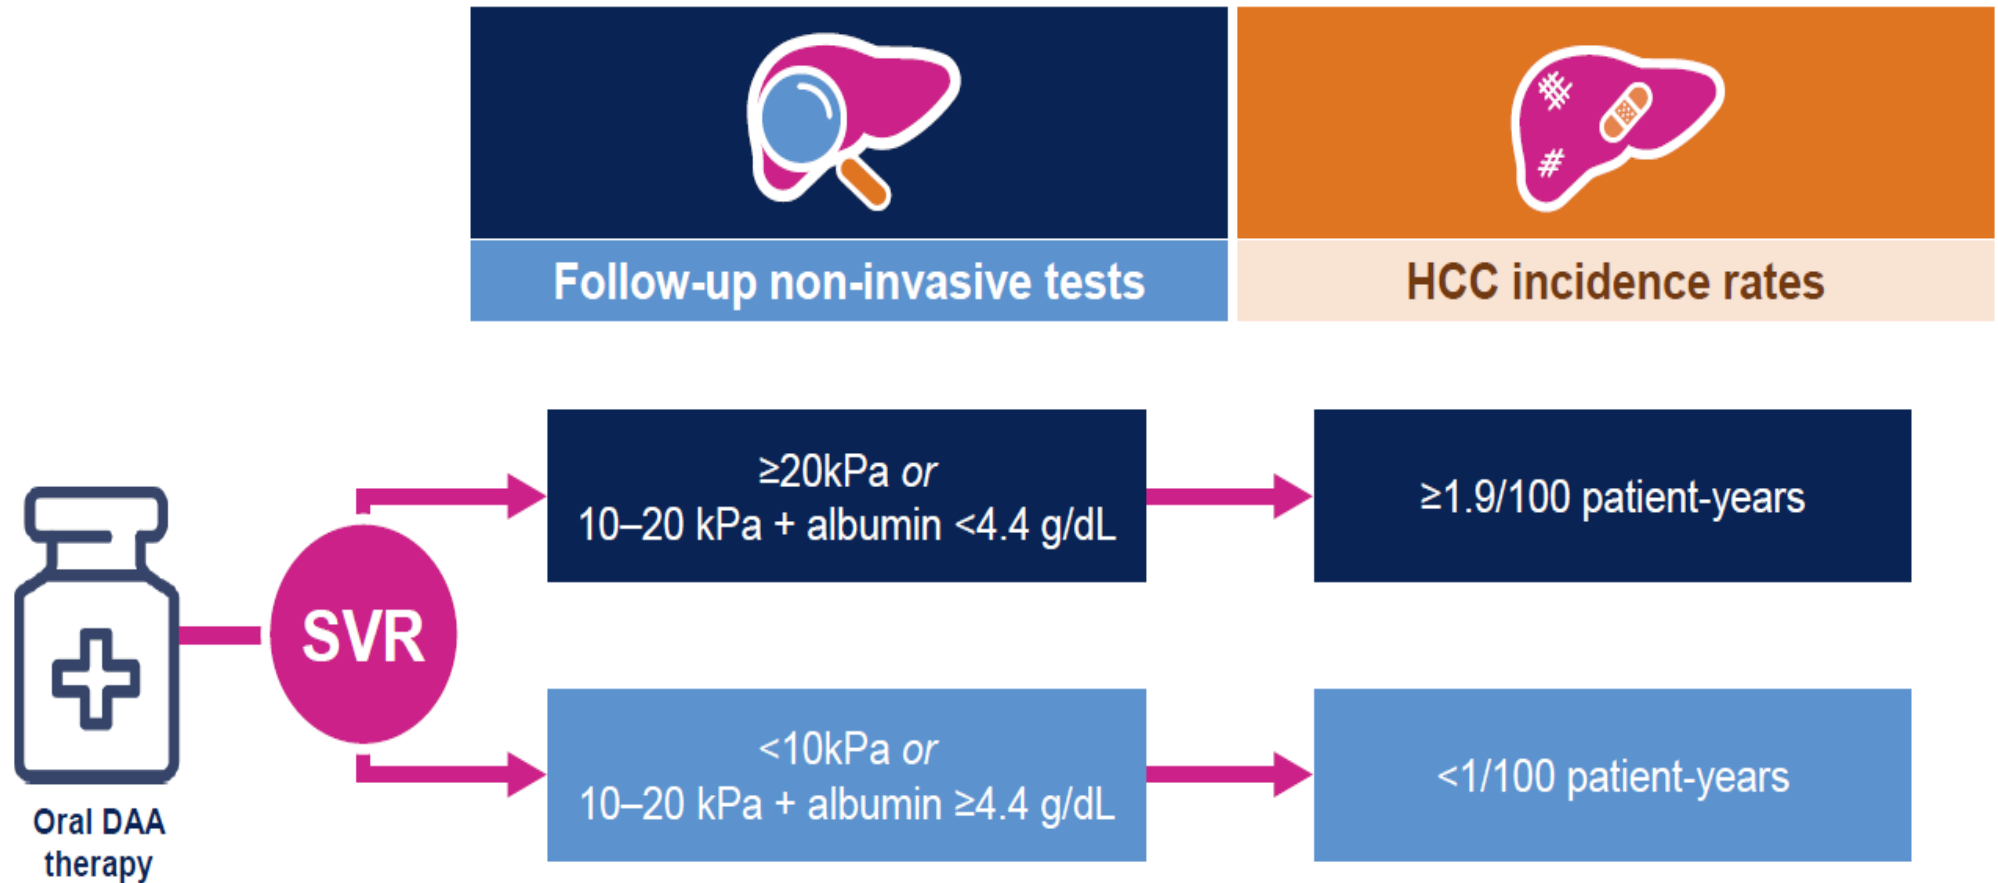 Follow-up non-invasive tests
HCC incidence rates
≥20kPa or
10–20 kPa + albumin <4.4 g/dL
≥1.9/100 patient-years
SVR
<10kPa or
10–20 kPa + albumin ≥4.4 g/dL
<1/100 patient-years
Oral DAA
therapy